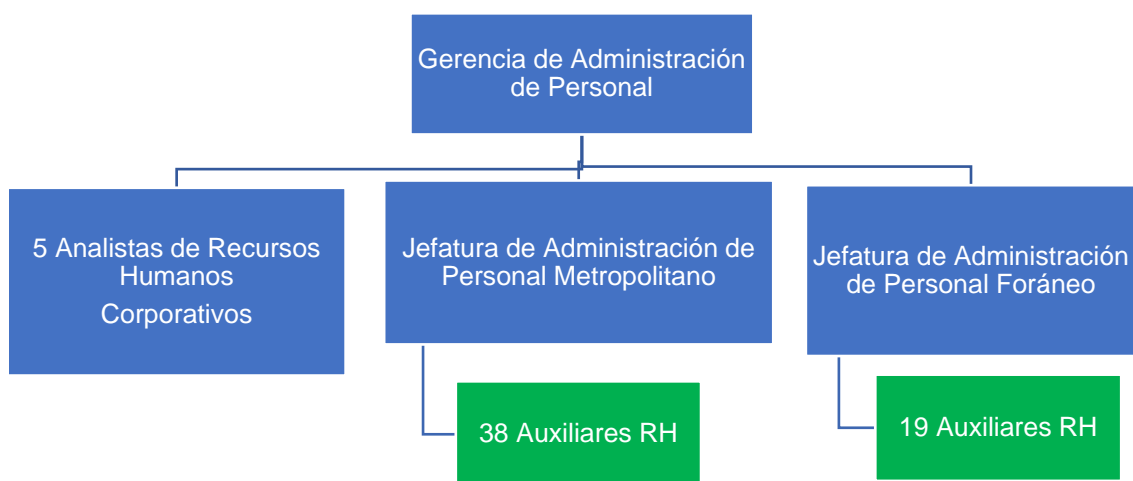 Gerencia de Administración
de Personal
5 Analistas de Recursos
Humanos
Corporativos
Jefatura de Administración de
Personal Metropolitano
Jefatura de Administración
de Personal Foráneo
38 Auxiliares RH
19 Auxiliares RH